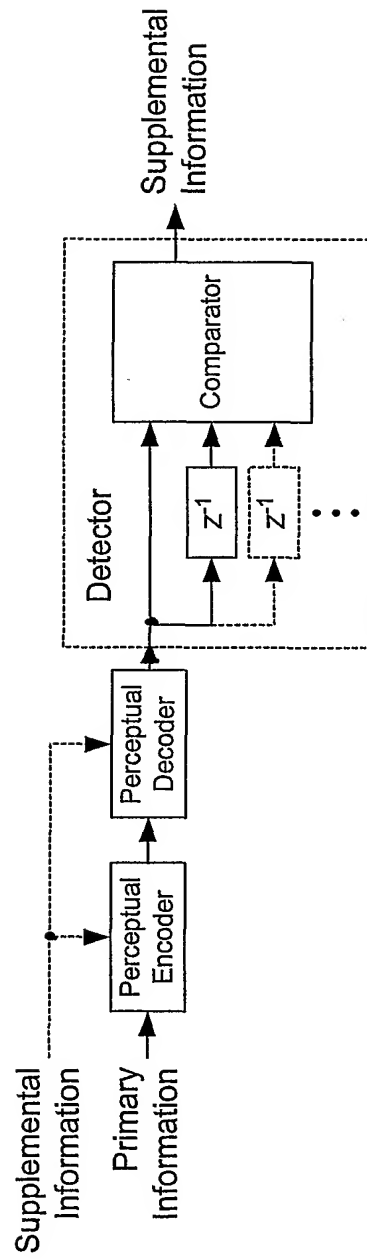 Supplemental
Information
Primary
Information
Perceptual
Encoder
Perceptual
Decoder
Detector
z⁻¹
z⁻¹
Comparator
Supplemental
Information